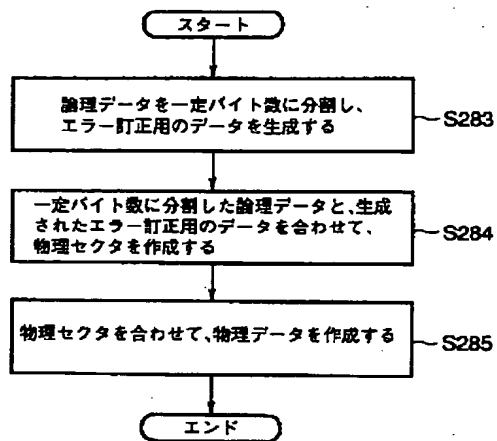 スタート
論理データを一定バイト数に分割し、
エラー訂正用のデータを生成する
S283
一定バイト数に分割した論理データと、生成
されたエラー訂正用のデータを合わせて、
物理セクタを作成する
S284
物理セクタを合わせて、物理データを作成する
S285
エンド